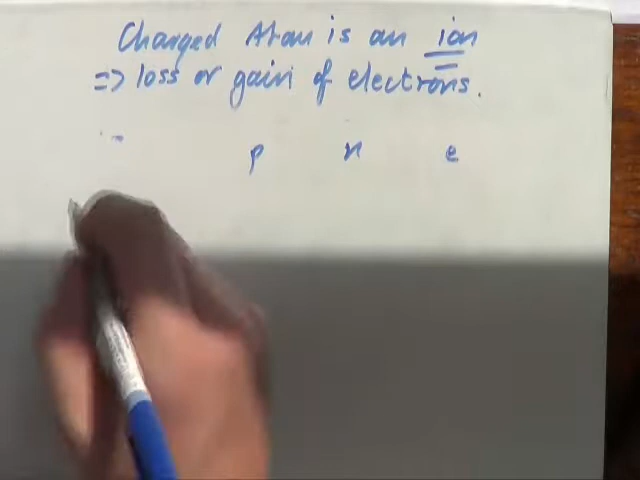 Charged Atom is an ion
=> loss or gain of electrons.
p n e